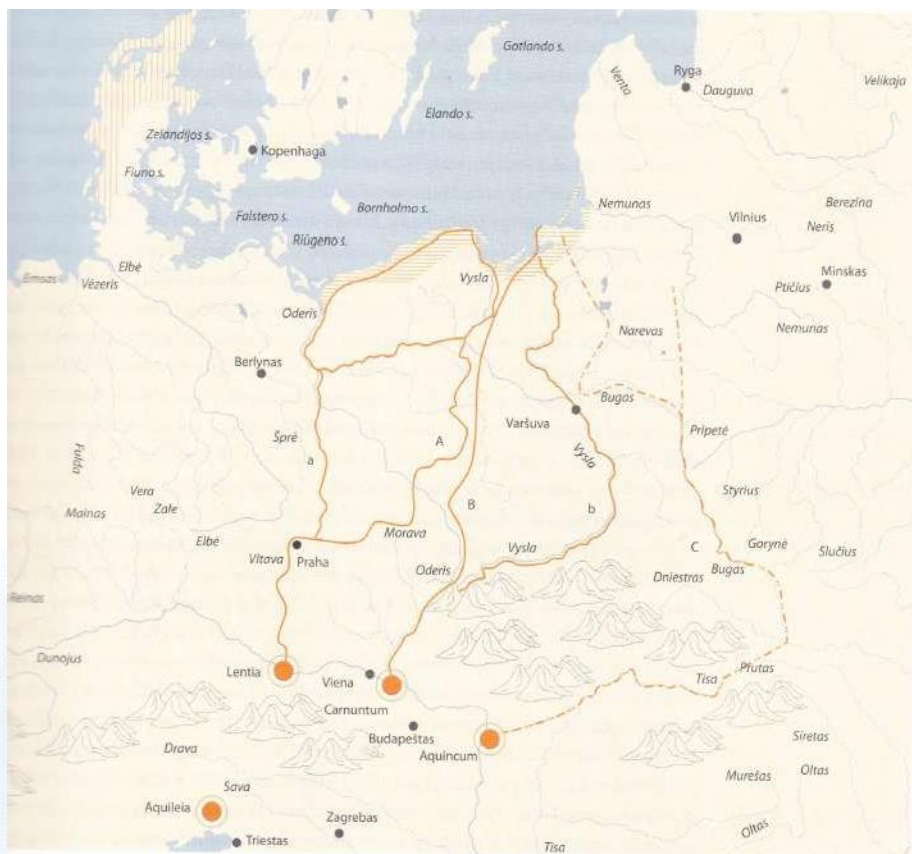 Gotlando s.
Venta
Ryga
Dauguva
Velikaja
Elando s.
Zelandijos s.
Kopenhaga
Fiuno s.
Bornholmo s.
Falstero s.
Riūgeno s.
Nemunas
Vilnius
Berezina
Neris
Emsas
Elbė
Vėzeris
Vysla
Minskas
Ptičius
Oderis
Narevas
Nemunas
Berlynas
Bugas
Varšuva
Pripetė
Šprė
A
Vysla
a
Fulda
Styrius
Vera
Zale
B
b
Mainas
Elbė
Morava
Gorynė
Slučius
C
Vltava
Praha
Vysla
Oderis
Dniestras
Bugas
Reinas
Dunojus
Lentia
Viena
Tisa
Prutas
Carnuntum
Budapeštas
Aquincum
Drava
Siretas
Murešas
Oltas
Sava
Aquileia
Zagrebas
Triestas
Tisa
Oltas